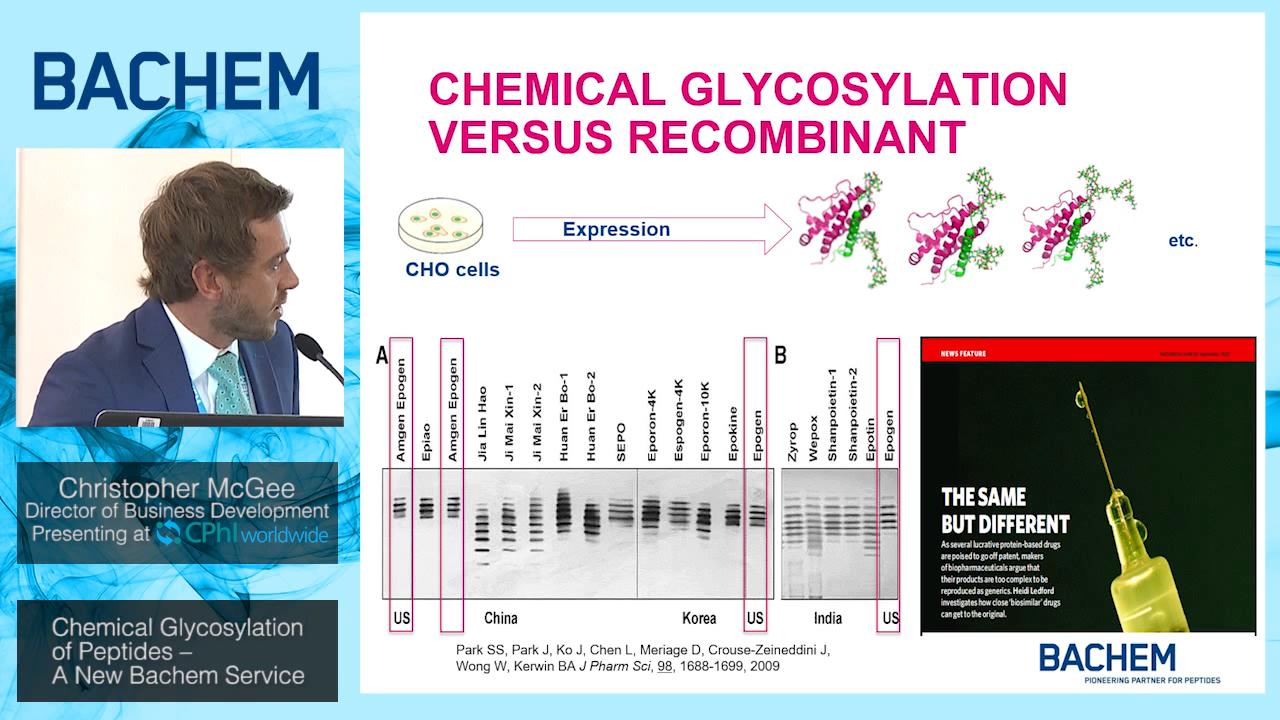 BACHEM
Christopher McGee
Director of Business Development
Presenting at CPhI worldwide
Chemical Glycosylation
of Peptides –
A New Bachem Service
CHEMICAL GLYCOSYLATION
VERSUS RECOMBINANT
CHO cells
Expression
etc.
A
Amgen Epogen
Epiao
Amgen Epogen
Jia Lin Hao
Ji Mai Xin-1
Ji Mai Xin-2
Huan Er Bo-1
Huan Er Bo-2
SEPO
Eporon-4K
Espogen-4K
Eporon-10K
Epokine
Epogen
US
China
Korea
US
B
Zyrop
Wepox
Shanpoietin-1
Shanpoietin-2
Epotin
Epogen
India
US
NEWS FEATURE
THE SAME
BUT DIFFERENT
As several lucrative protein-based drugs
are poised to go off patent, makers
of biopharmaceuticals argue that
their products are too complex to be
reproduced as generics. Heidi Ledford
investigates how close 'biosimilar' drugs
can get to the original.
Park SS, Park J, Ko J, Chen L, Meriage D, Crouse-Zeineddini J,
Wong W, Kerwin BA J Pharm Sci, 98, 1688-1699, 2009
BACHEM
PIONEERING PARTNER FOR PEPTIDES